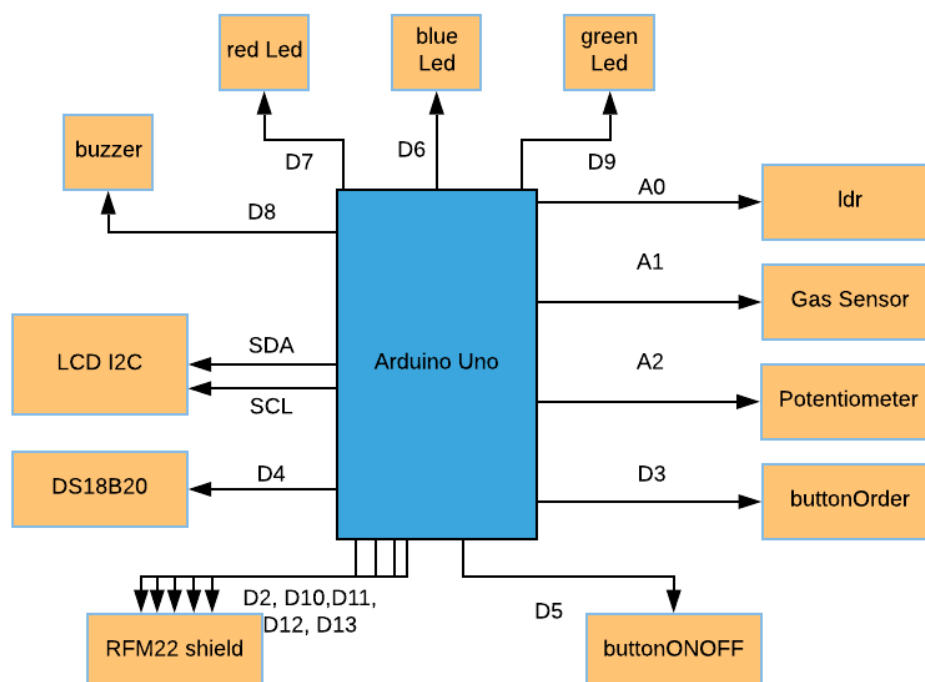 red Led
blue
Led
green
Led
buzzer
D7
D6
D9
D8
A0
ldr
A1
Gas Sensor
LCD I2C
SDA
SCL
Arduino Uno
A2
Potentiometer
DS18B20
D4
D3
buttonOrder
D2, D10,D11,
D12, D13
RFM22 shield
D5
buttonONOFF